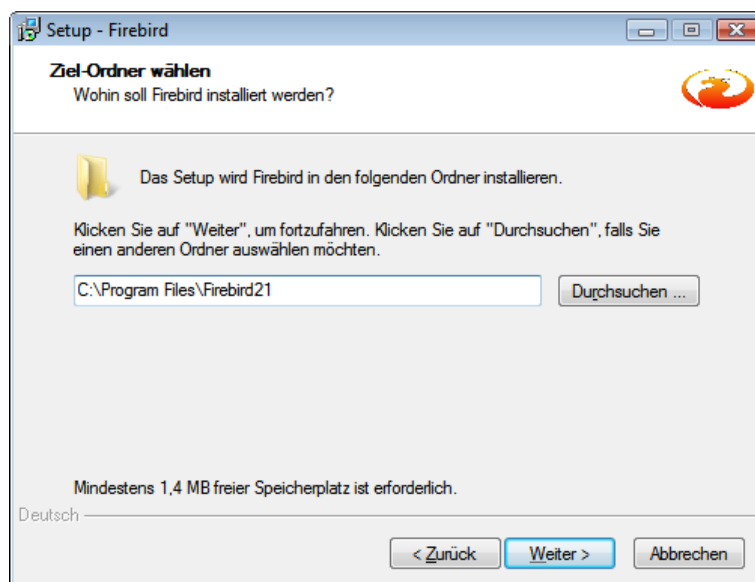 Setup - Firebird
Ziel-Ordner wählen
Wohin soll Firebird installiert werden?
Das Setup wird Firebird in den folgenden Ordner installieren.
Klicken Sie auf "Weiter", um fortzufahren. Klicken Sie auf "Durchsuchen", falls Sie
einen anderen Ordner auswählen möchten.
C:\Program Files\Firebird21
Durchsuchen ...
Mindestens 1,4 MB freier Speicherplatz ist erforderlich.
Deutsch
< Zurück
Weiter >
Abbrechen